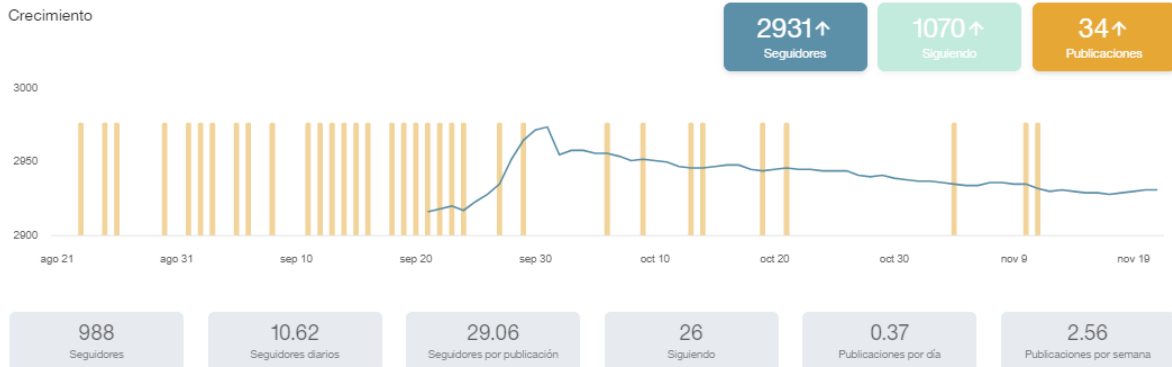 Crecimiento
2931↑
Seguidores
1070↑
Siguiendo
34↑
Publicaciones
3000
2950
2900
ago 21
ago 31
sep 10
sep 20
sep 30
oct 10
oct 20
oct 30
nov 9
nov 19
988
Seguidores
10.62
Seguidores diarios
29.06
Seguidores por publicación
26
Siguiendo
0.37
Publicaciones por día
2.56
Publicaciones por semana